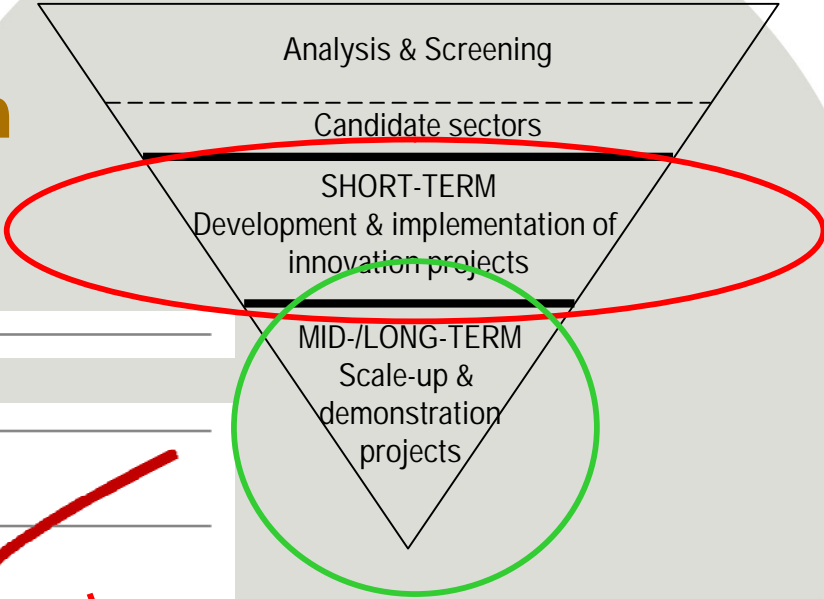 Analysis & Screening
Candidate sectors
SHORT-TERM
Development & implementation of
innovation projects
MID-/LONG-TERM
Scale-up &
demonstration
projects